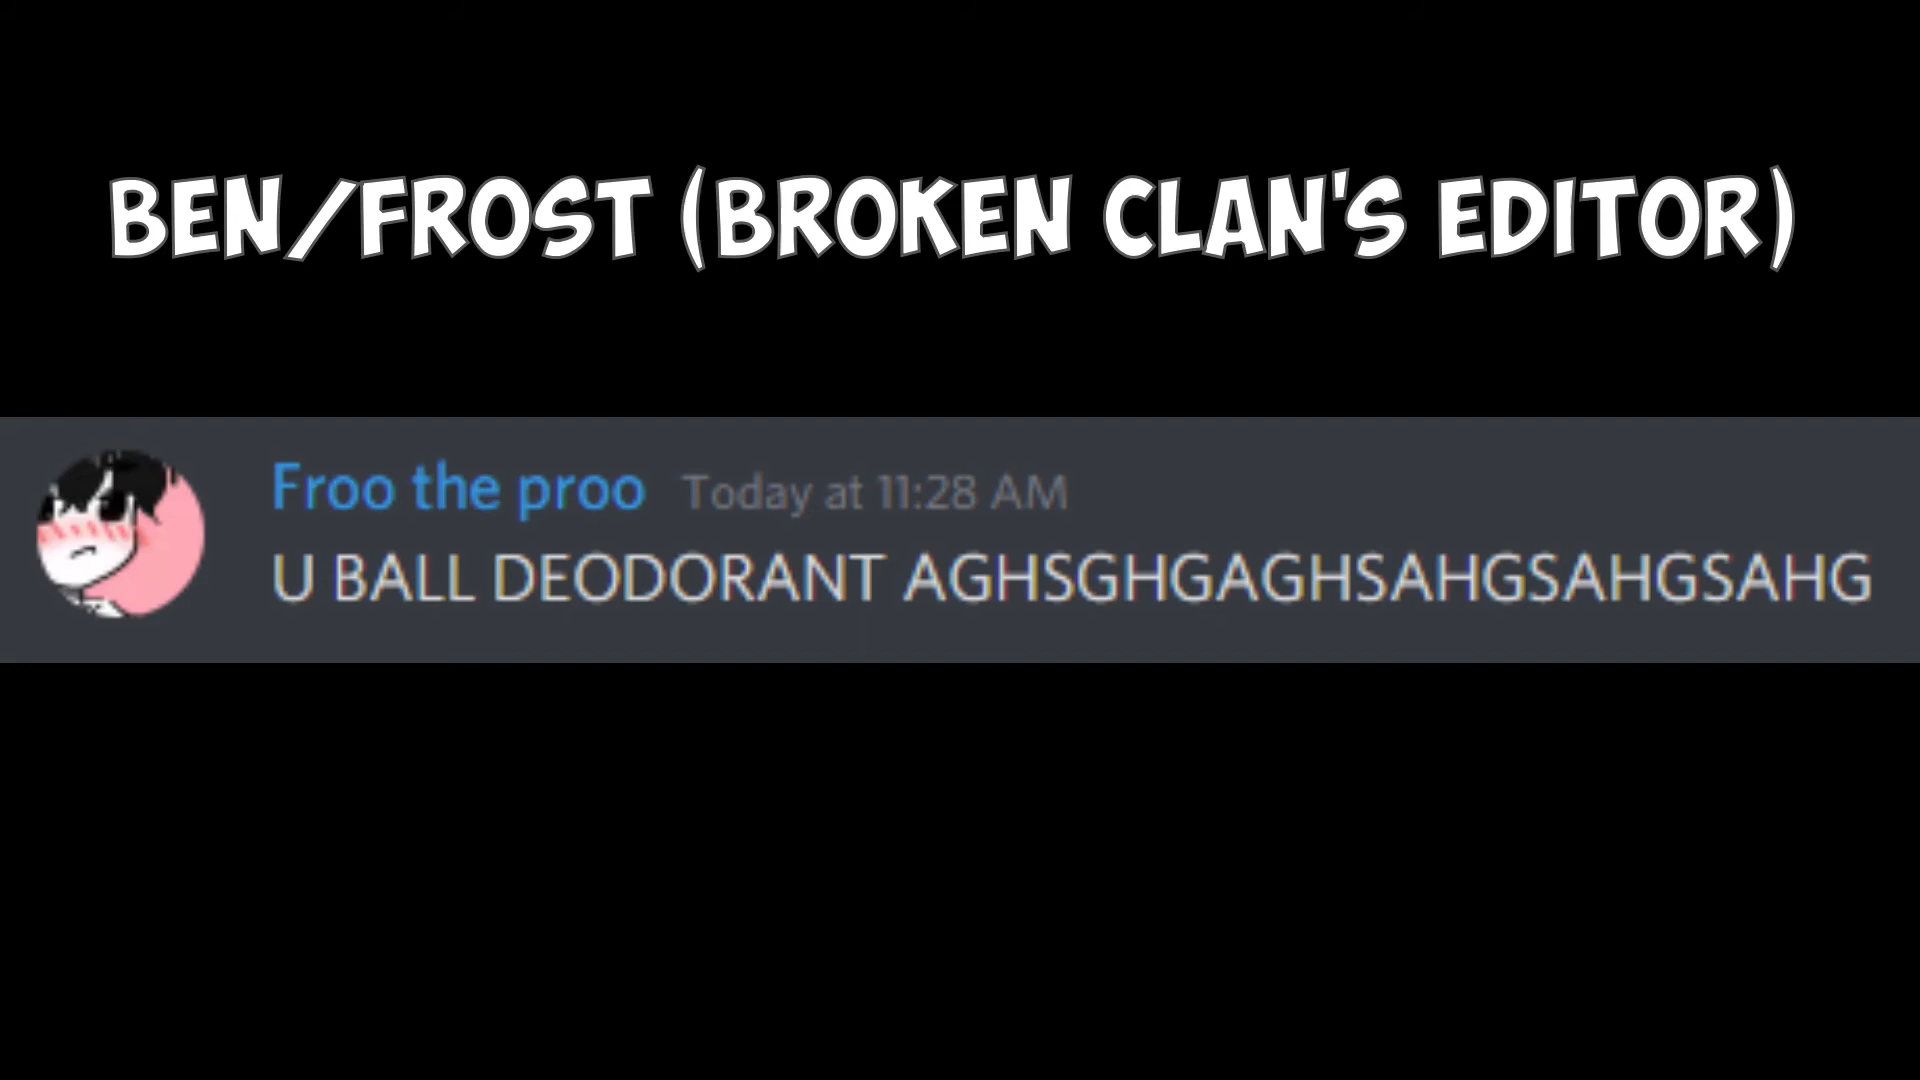 BEN/FROST (BROKEN CLAN'S EDITOR)
Froo the proo Today at 11:28 AM
U BALL DEODORANT AGHSGHGAGHSAHGSAHGSAHG